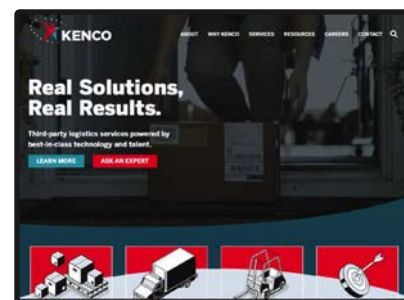 KENCO
ABOUT WHY KENCO SERVICES RESOURCES CAREERS CONTACT
Real Solutions,
Real Results.
Third-party logistics services powered by
best-in-class technology and talent.
LEARN MORE ASK AN EXPERT